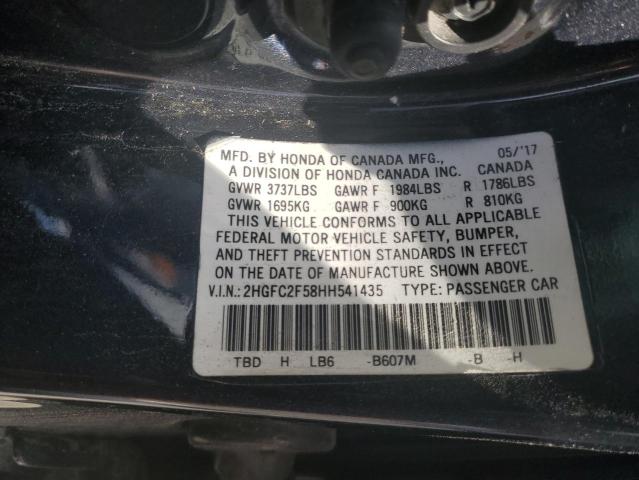 MFD. BY HONDA OF CANADA MFG., 05/'17
A DIVISION OF HONDA CANADA INC. CANADA
GVWR 3737LBS GAWR F 1984LBS R 1786LBS
GVWR 1695KG GAWR F 900KG R 810KG
THIS VEHICLE CONFORMS TO ALL APPLICABLE
FEDERAL MOTOR VEHICLE SAFETY, BUMPER,
AND THEFT PREVENTION STANDARDS IN EFFECT
ON THE DATE OF MANUFACTURE SHOWN ABOVE.
V.I.N.: 2HGFC2F58HH541435 TYPE: PASSENGER CAR
TBD H LB6 -B607M -B -H